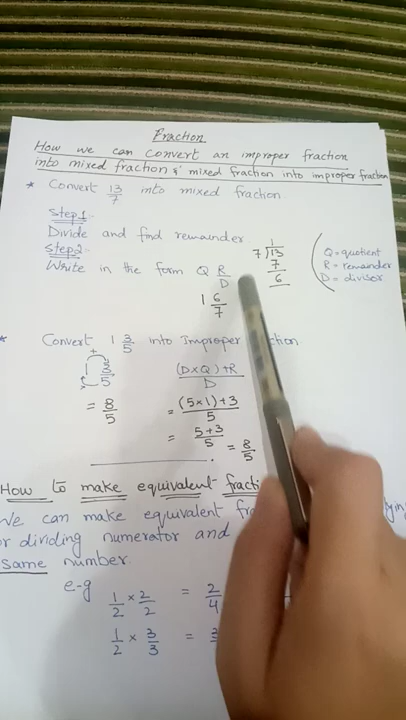 Fraction
How we can convert an improper fraction
into mixed fraction & mixed fraction into improper fraction
* Convert 13/7 into mixed fraction.
Step1
Divide and find remainder.
Step2
Write in the form Q R/D
1 6/7
1
7 √13
7
6
Q = quotient
R = remainder
D = divisor
* Convert 1 3/5 into Improper
+
1 3/5
x
= 8/5
(D×Q)+R / D
= (5×1)+3 / 5
= 5+3 / 5 = 8/5
How to make equivalent
We can make equivalent
or dividing numerator and
same number.
e-g
1/2 × 2/2 = 2/4
1/2 × 3/3 =